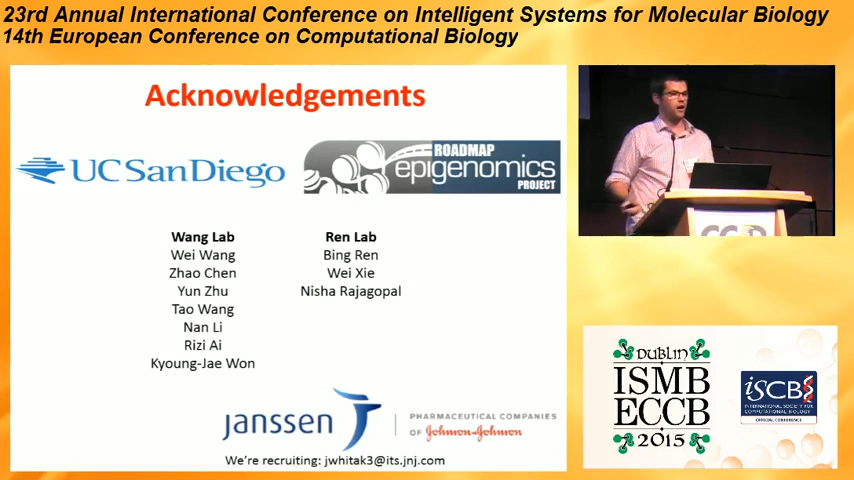 23rd Annual International Conference on Intelligent Systems for Molecular Biology
14th European Conference on Computational Biology
Acknowledgements
UC San Diego
ROADMAP
epigenomics
PROJECT
Wang Lab
Wei Wang
Zhao Chen
Yun Zhu
Tao Wang
Nan Li
Rizi Ai
Kyoung-Jae Won
Ren Lab
Bing Ren
Wei Xie
Nisha Rajagopal
janssen
PHARMACEUTICAL COMPANIES
OF Johnson & Johnson
We're recruiting: jwhitak3@its.jnj.com
DUBLIN
ISMB
ECCB
2015
iSCB
INTERNATIONAL SOCIETY FOR
COMPUTATIONAL BIOLOGY
OFFICIAL CONFERENCE